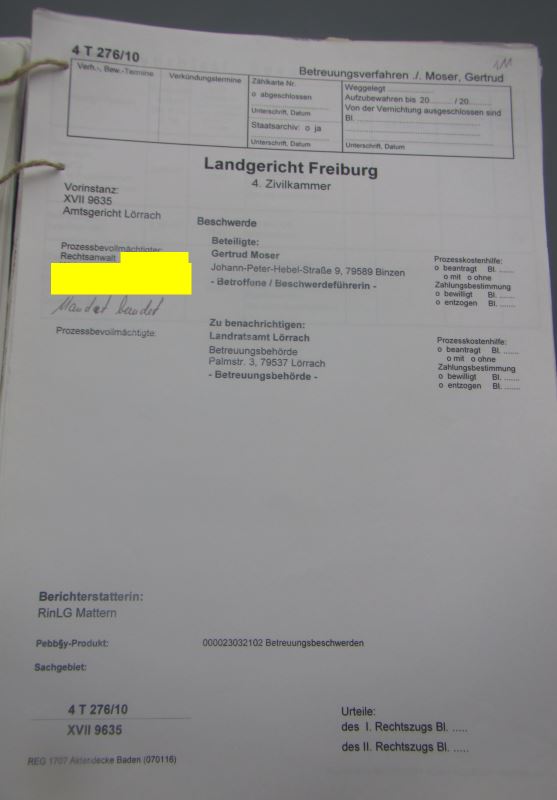 4 T 276/10
Betreuungsverfahren ./. Moser, Gertrud
Verh.-, Bew.-Termine
Verkündungstermine
Zählkarte Nr.
o abgeschlossen
Unterschrift, Datum
Staatsarchiv: o ja
Unterschrift, Datum
Weggelegt
Aufzubewahren bis 20.......... / 20..........
Von der Vernichtung ausgeschlossen sind
Bl.
Unterschrift, Datum
Landgericht Freiburg
4. Zivilkammer
Vorinstanz:
XVII 9635
Amtsgericht Lörrach
Beschwerde
Prozessbevollmächtigter
Rechtsanwalt
Mandat beendet
Beteiligte:
Gertrud Moser
Johann-Peter-Hebel-Straße 9, 79589 Binzen
- Betroffene / Beschwerdeführerin -
Prozesskostenhilfe:
o beantragt Bl. .......
o mit o ohne
Zahlungsbestimmung
o bewilligt Bl. .......
o entzogen Bl. .......
Prozessbevollmächtigte:
Zu benachrichtigen:
Landratsamt Lörrach
Betreuungsbehörde
Palmstr. 3, 79537 Lörrach
- Betreuungsbehörde -
Prozesskostenhilfe:
o beantragt Bl. .......
o mit o ohne
Zahlungsbestimmung
o bewilligt Bl. .......
o entzogen Bl. .......
Berichterstatterin:
RinLG Mattern
Pebb§y-Produkt:
000023032102 Betreuungsbeschwerden
Sachgebiet:
4 T 276/10
XVII 9635
Urteile:
des I. Rechtszugs Bl. .....
des II. Rechtszugs Bl. .....
REG 1707 Aktendecke Baden (070116)